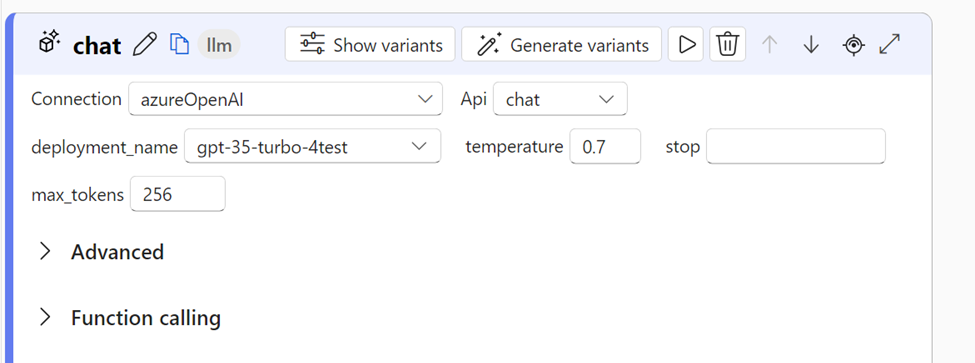 chat llm Show variants Generate variants
Connection azureOpenAI Api chat
deployment_name gpt-35-turbo-4test temperature 0.7 stop
max_tokens 256
Advanced
Function calling